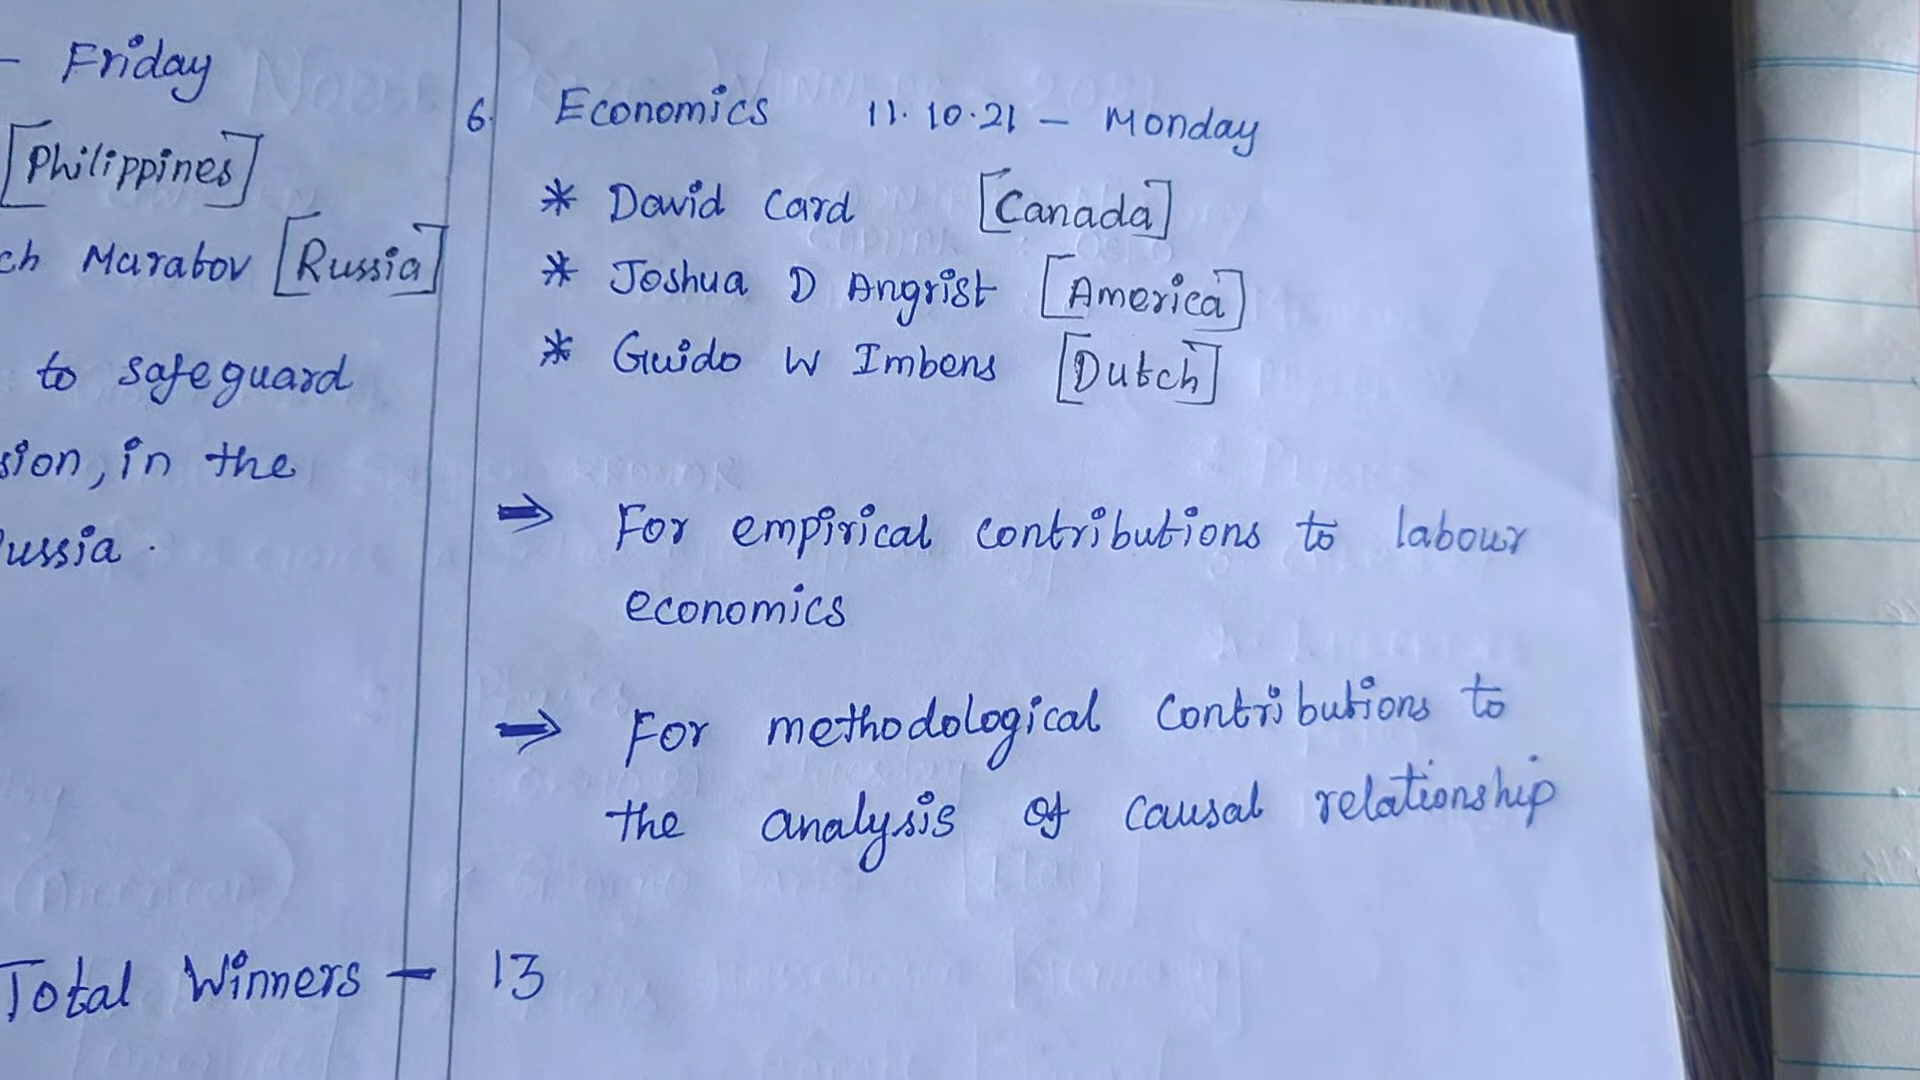 - Friday
[Philippines]
ch Maratov [Russia]
to safeguard
sion, in the
ussia.
6. Economics 11.10.21 - Monday
* David Card [Canada]
* Joshua D Angrist [America]
* Guido W Imbens [Dutch]
⇒ For empirical contributions to labour
economics
⇒ For methodological contributions to
the analysis of causal relationship
Total Winners - 13